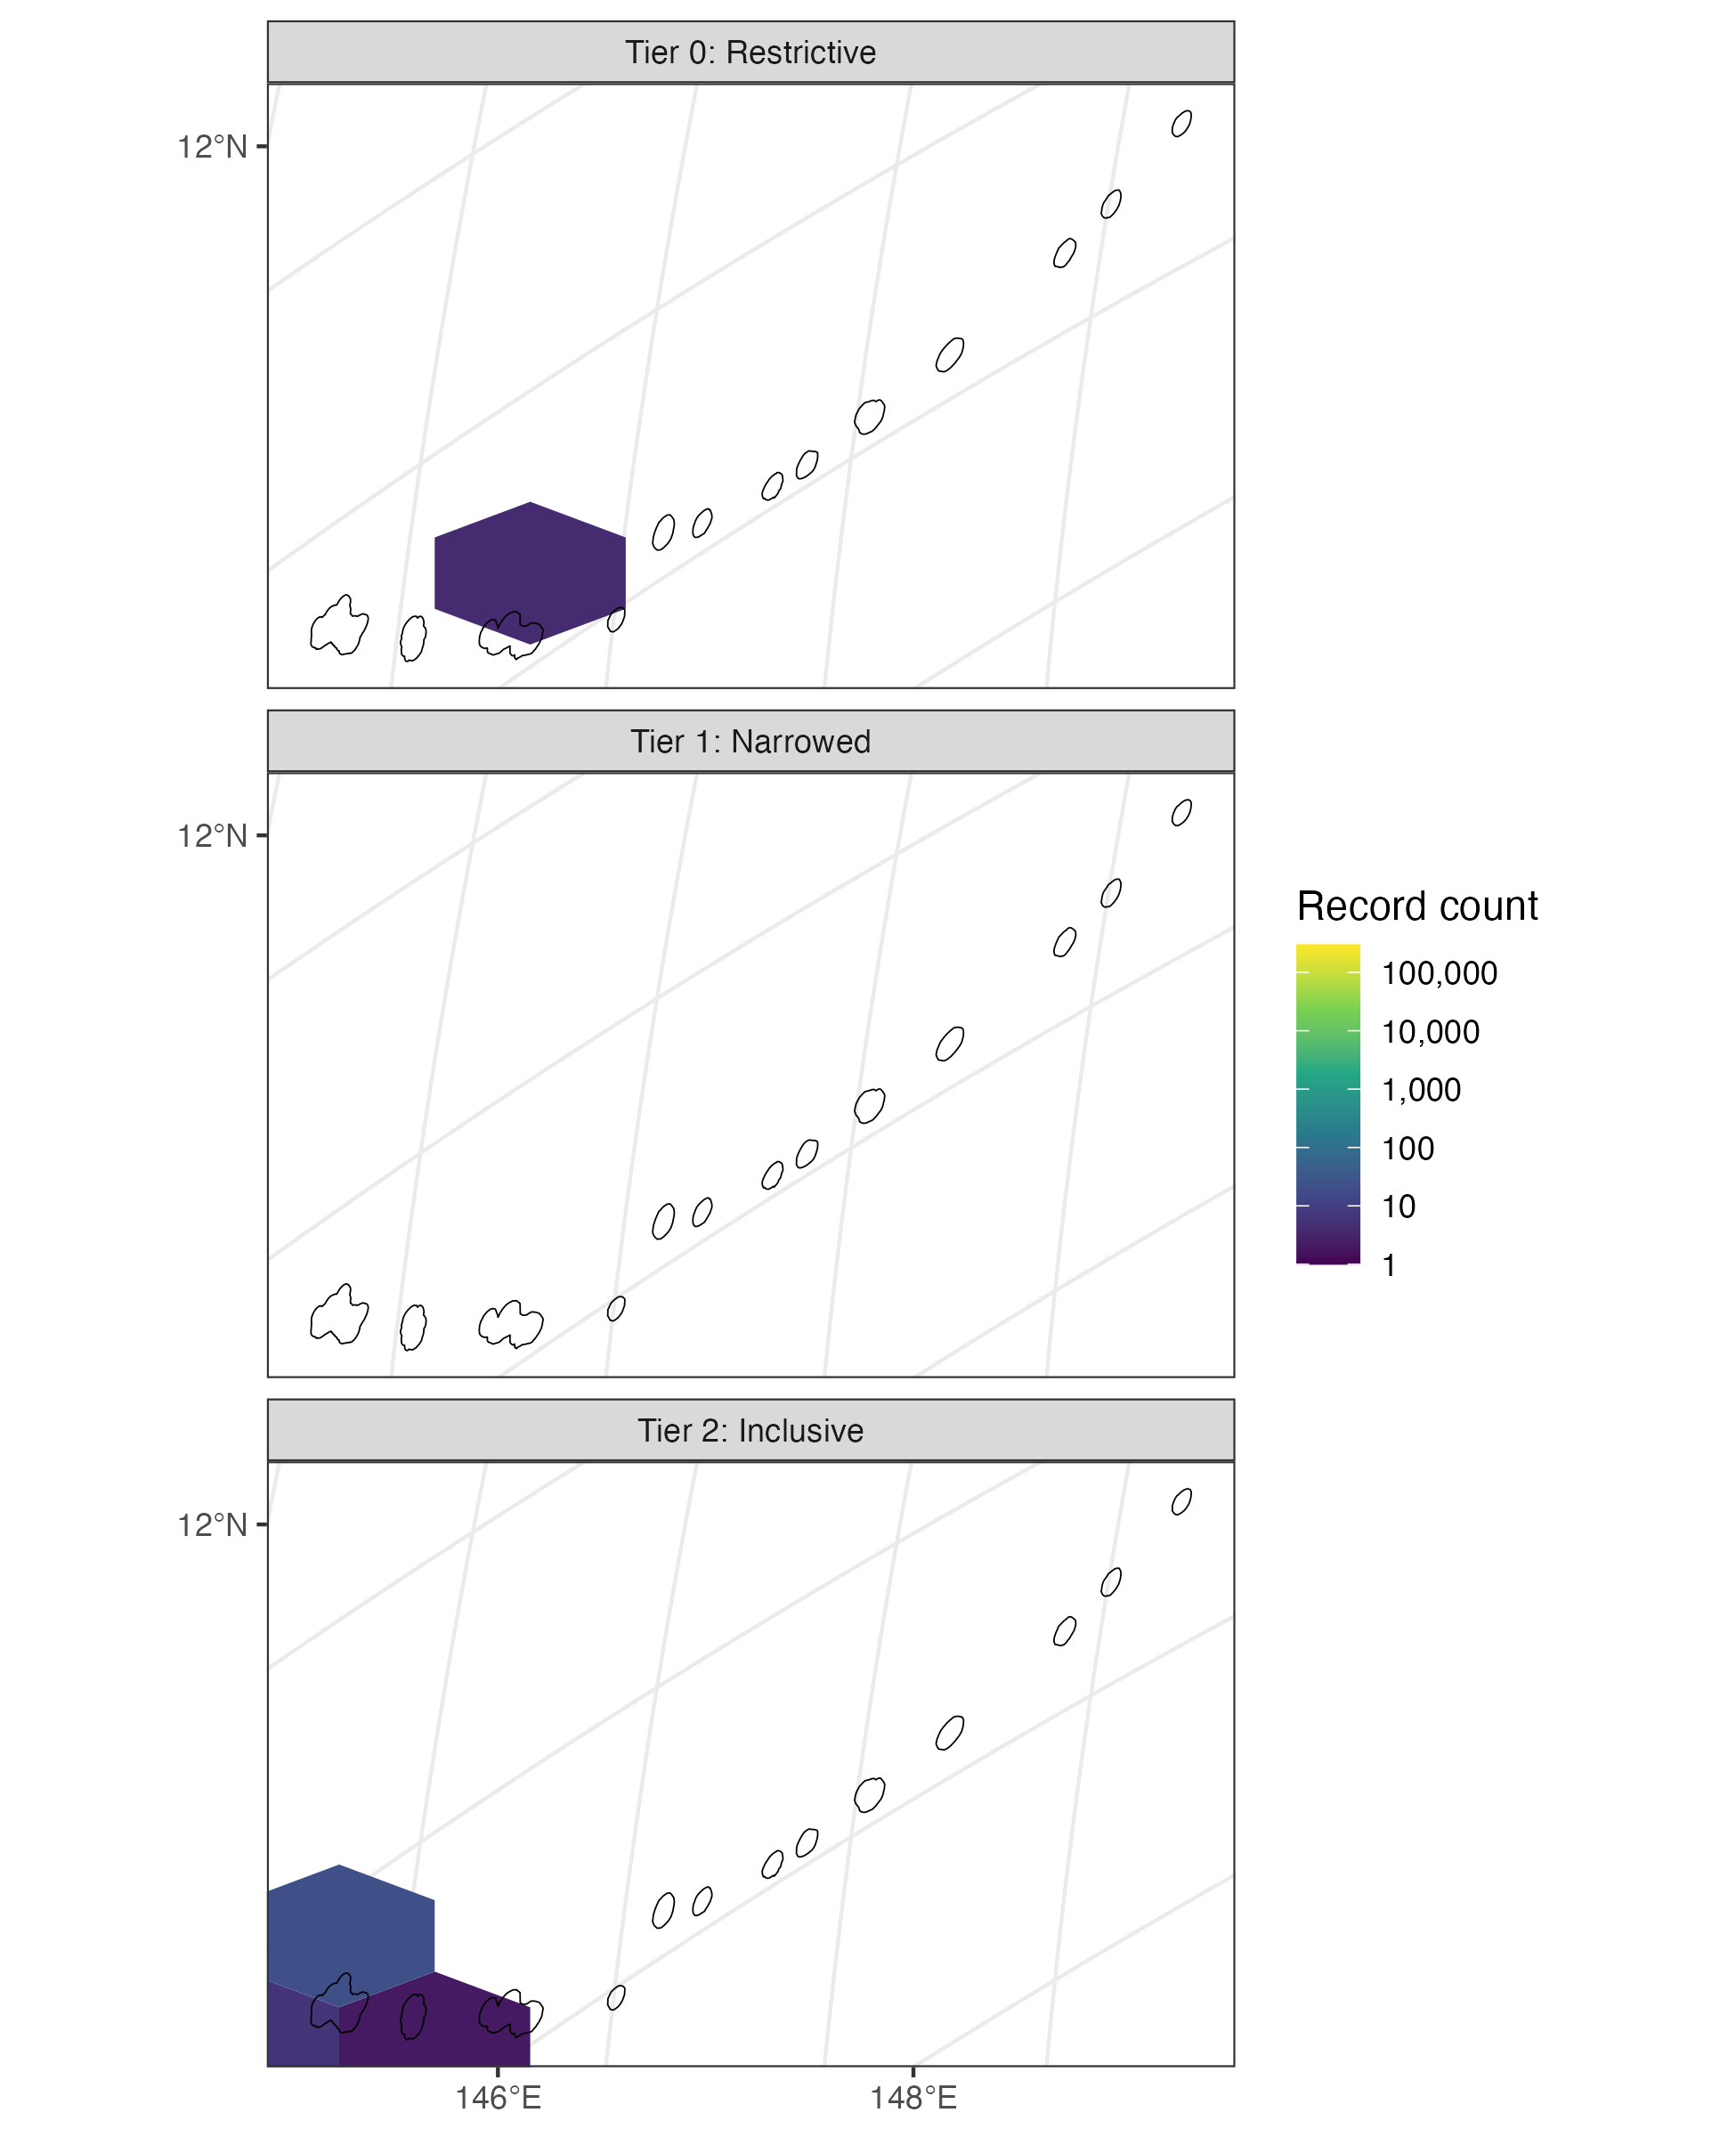 Tier 0: Restrictive
12°N
Tier 1: Narrowed
12°N
Record count
100,000
10,000
1,000
100
10
1
Tier 2: Inclusive
12°N
146°E
148°E